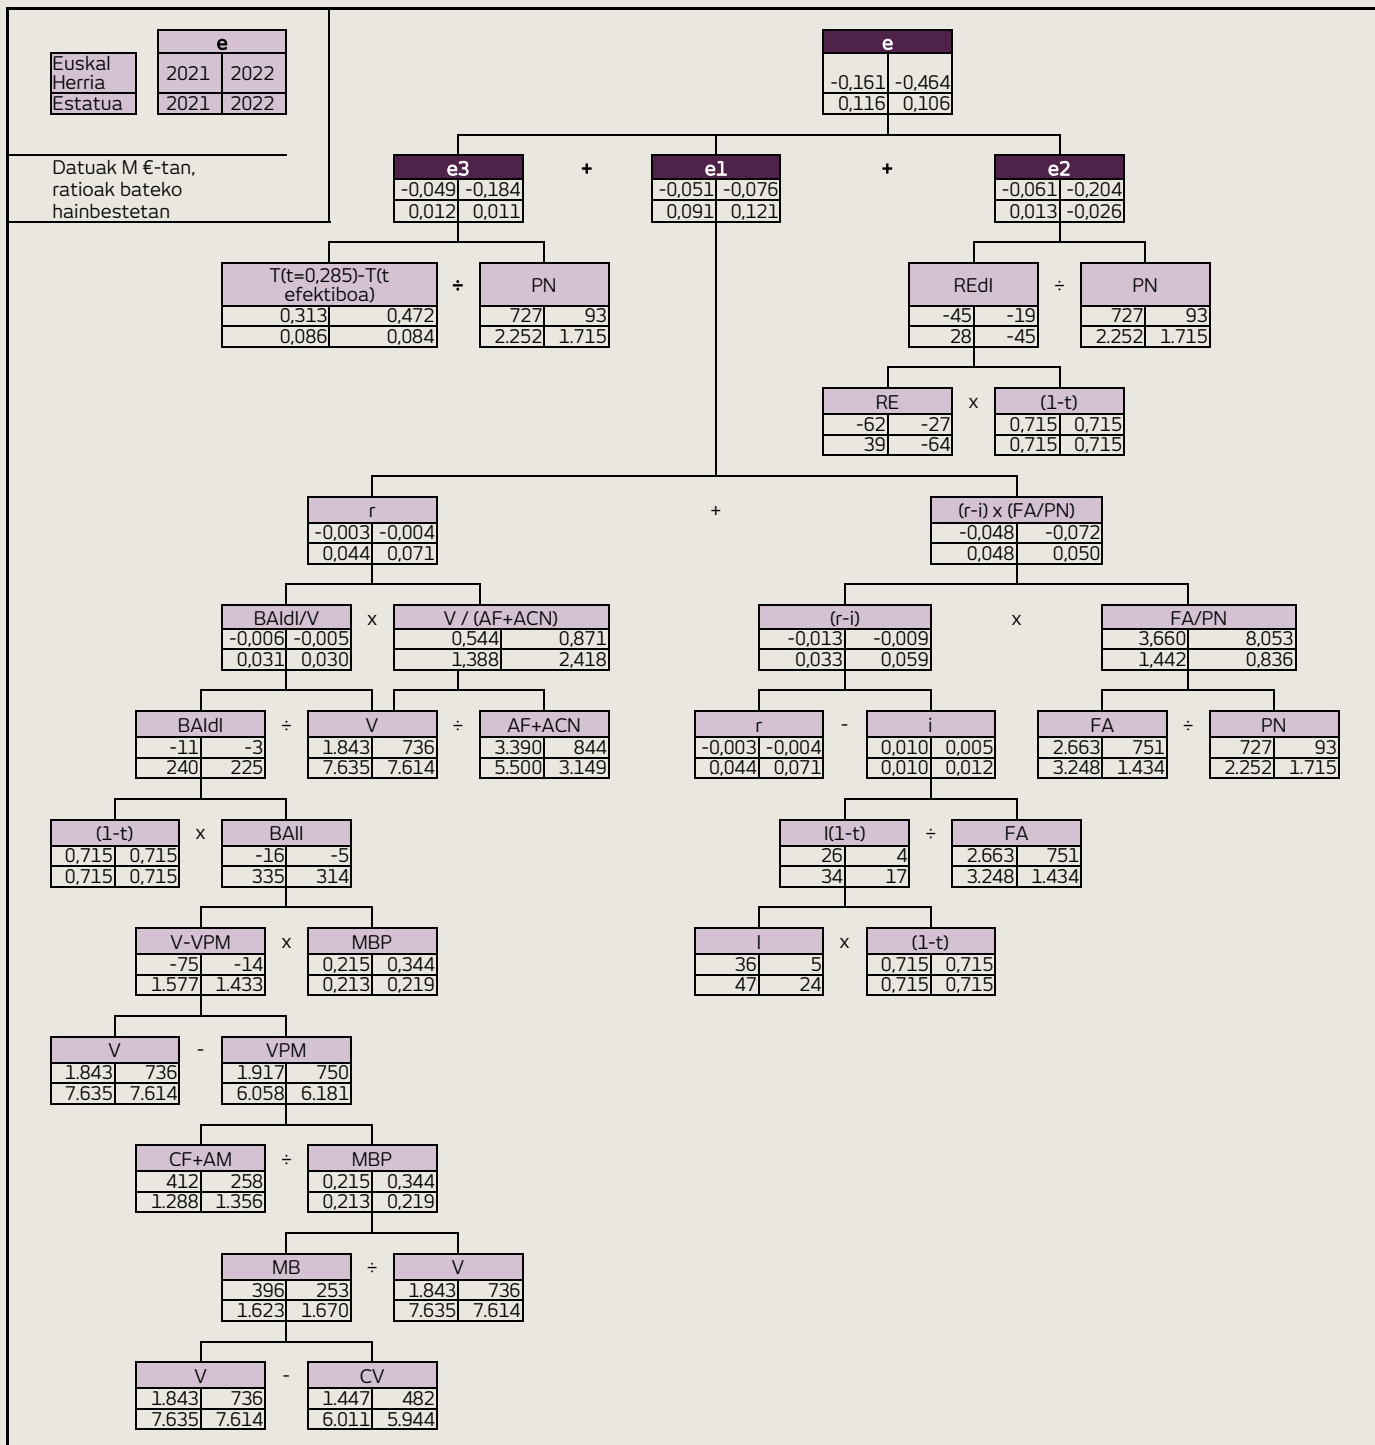 e
Euskal
Herria
2021 2022
Estatua
2021 2022
Datuak M €-tan,
ratioak bateko
hainbestetan
e
-0,161 -0,464
0,116 0,106
e3 + e1 + e2
-0,049 -0,184 -0,051 -0,076 -0,061 -0,204
0,012 0,011 0,091 0,121 0,013 -0,026
T(t=0,285)-T(t
efektiboa)
÷ PN REdI ÷ PN
0,313 0,472 727 93 -45 -19 727 93
0,086 0,084 2.252 1.715 28 -45 2.252 1.715
RE x (1-t)
-62 -27 0,715 0,715
39 -64 0,715 0,715
r + (r-i) x (FA/PN)
-0,003 -0,004 -0,048 -0,072
0,044 0,071 0,048 0,050
BAIdI/V x V / (AF+ACN) (r-i) x FA/PN
-0,006 -0,005 0,544 0,871 -0,013 -0,009 3,660 8,053
0,031 0,030 1,388 2,418 0,033 0,059 1,442 0,836
BAIdI ÷ V ÷ AF+ACN r - i FA ÷ PN
-11 -3 1.843 736 3.390 844 -0,003 -0,004 0,010 0,005 2.663 751 727 93
240 225 7.635 7.614 5.500 3.149 0,044 0,071 0,010 0,012 3.248 1.434 2.252 1.715
(1-t) x BAII I(1-t) ÷ FA
0,715 0,715 -16 -5 26 4 2.663 751
0,715 0,715 335 314 34 17 3.248 1.434
V-VPM x MBP I x (1-t)
-75 -14 0,215 0,344 36 5 0,715 0,715
1.577 1.433 0,213 0,219 47 24 0,715 0,715
V - VPM
1.843 736 1.917 750
7.635 7.614 6.058 6.181
CF+AM ÷ MBP
412 258 0,215 0,344
1.288 1.356 0,213 0,219
MB ÷ V
396 253 1.843 736
1.623 1.670 7.635 7.614
V - CV
1.843 736 1.447 482
7.635 7.614 6.011 5.944